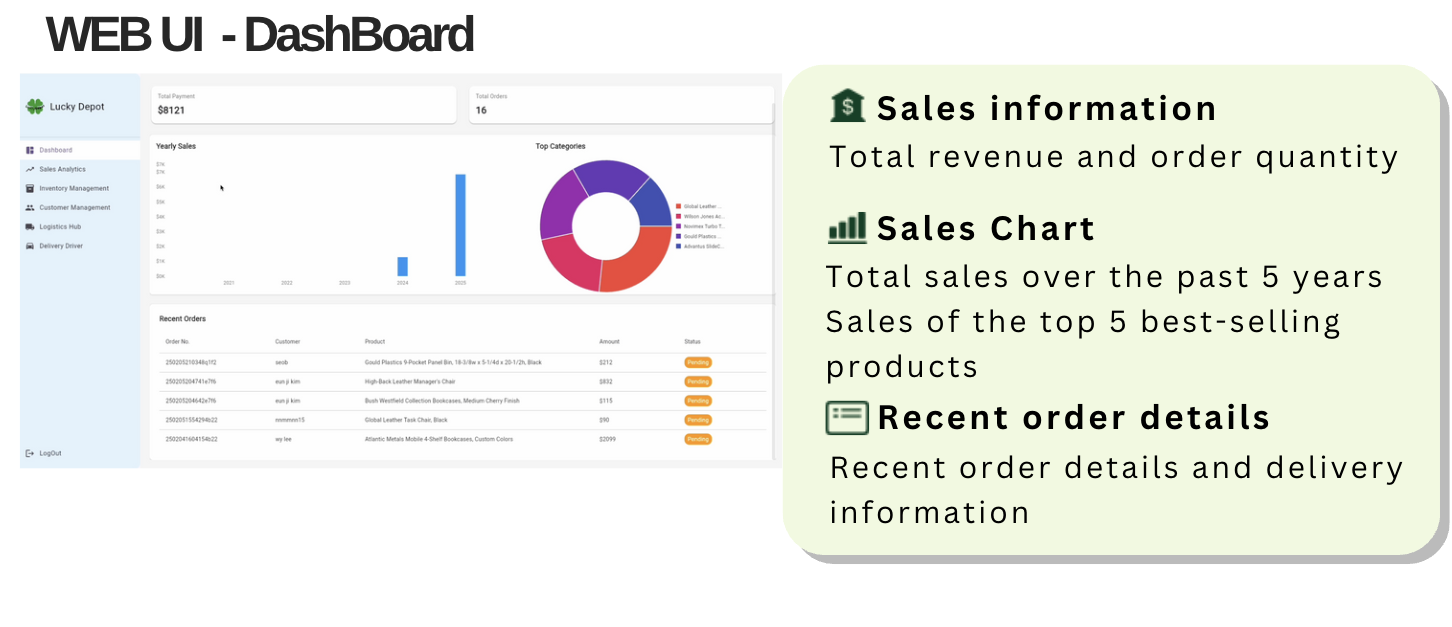 WEB UI - DashBoard
Lucky Depot
Dashboard
Sales Analytics
Inventory Management
Customer Management
Logistics Hub
Delivery Driver
LogOut
Total Payment
$8121
Total Orders
16
Yearly Sales
$7K
$7K
$6K
$5K
$4K
$3K
$2K
$1K
$0K
2021 2022 2023 2024 2025
Top Categories
Global Leather ...
Wilson Jones Ac...
Novimex Turbo T...
Gould Plastics ...
Advantus SlideC...
Recent Orders
Order No. Customer Product Amount Status
seob Gould Plastics 9-Pocket Panel Bin, 18-3/8w x 5-1/4d x 20-1/2h, Black $212 Pending
eun ji kim High-Back Leather Manager's Chair $832 Pending
eun ji kim Bush Westfield Collection Bookcases, Medium Cherry Finish $115 Pending
Global Leather Task Chair, Black $90 Pending
wy lee Atlantic Metals Mobile 4-Shelf Bookcases, Custom Colors $2099 Pending
$ Sales information
Total revenue and order quantity
Sales Chart
Total sales over the past 5 years
Sales of the top 5 best-selling
products
Recent order details
Recent order details and delivery
information